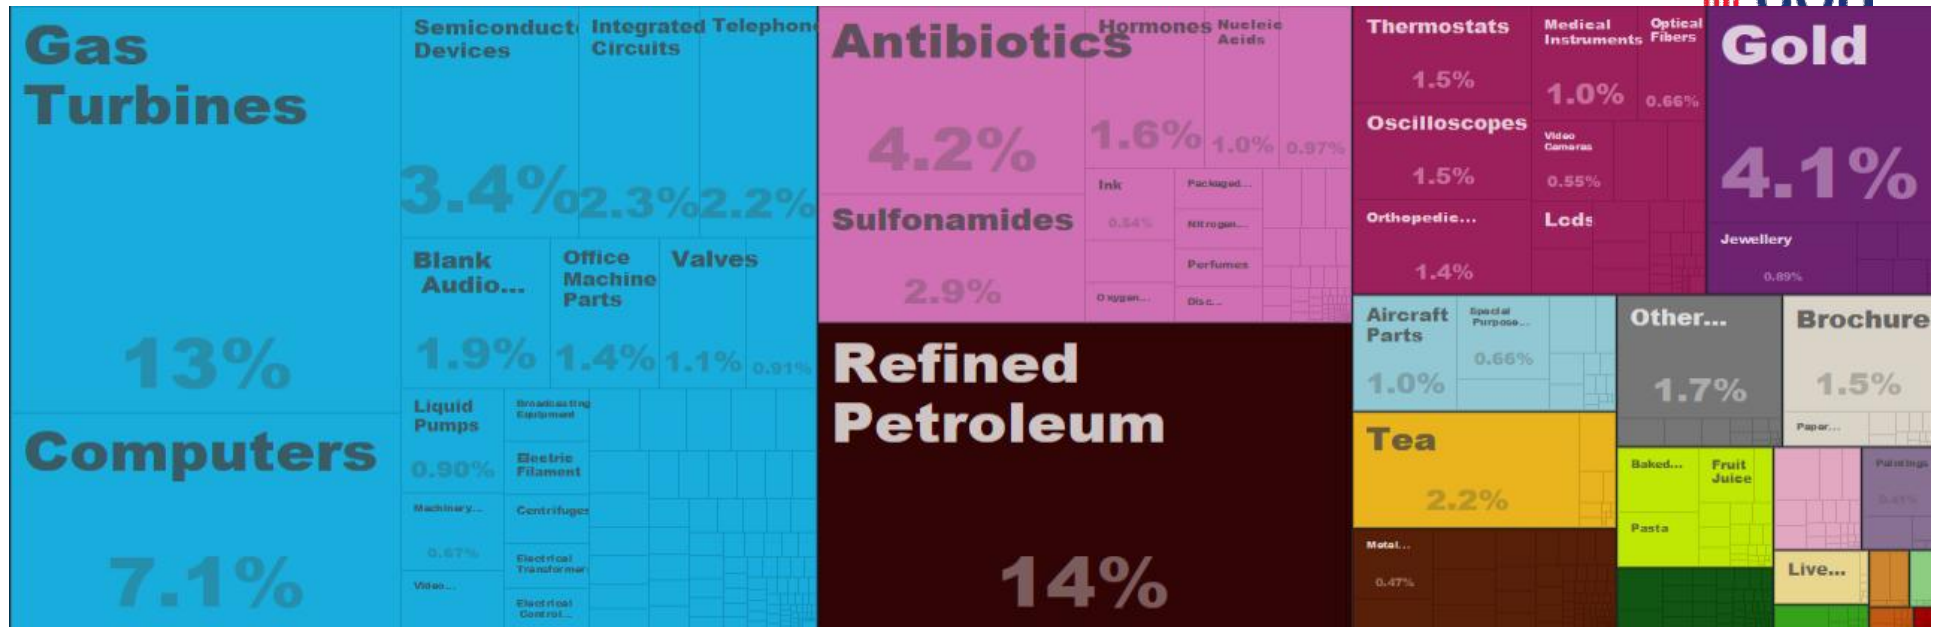 Gas
Turbines
13%
Computers
7.1%
Semiconducto
Devices
3.4%
Integrated
Circuits
2.3%
Telephon
2.2%
Blank
Audio...
1.9%
Office
Machine
Parts
1.4%
Valves
1.1%
0.91%
Liquid
Pumps
0.90%
Broadcasting
Equipment
Electric
Filament
Machinery...
0.67%
Centrifuges
Electrical
Transformer
Video...
Electrical
Control...
Antibiotics
4.2%
Hormones
1.6%
Nucleic
Acids
1.0%
0.97%
Sulfonamides
2.9%
Ink
0.54%
Packaged...
Nitrogen...
Perfumes
Oxygen...
Disc...
Refined
Petroleum
14%
Thermostats
1.5%
Medical
Instruments
1.0%
Optical
Fibers
0.66%
Oscilloscopes
1.5%
Video
Cameras
0.55%
Orthopedic...
1.4%
Lcds
Gold
4.1%
Jewellery
0.89%
Aircraft
Parts
1.0%
Special
Purpose...
0.66%
Other...
1.7%
Brochure
1.5%
Paper...
Tea
2.2%
Metal...
0.47%
Baked...
Fruit
Juice
Pasta
Paintings
Live...